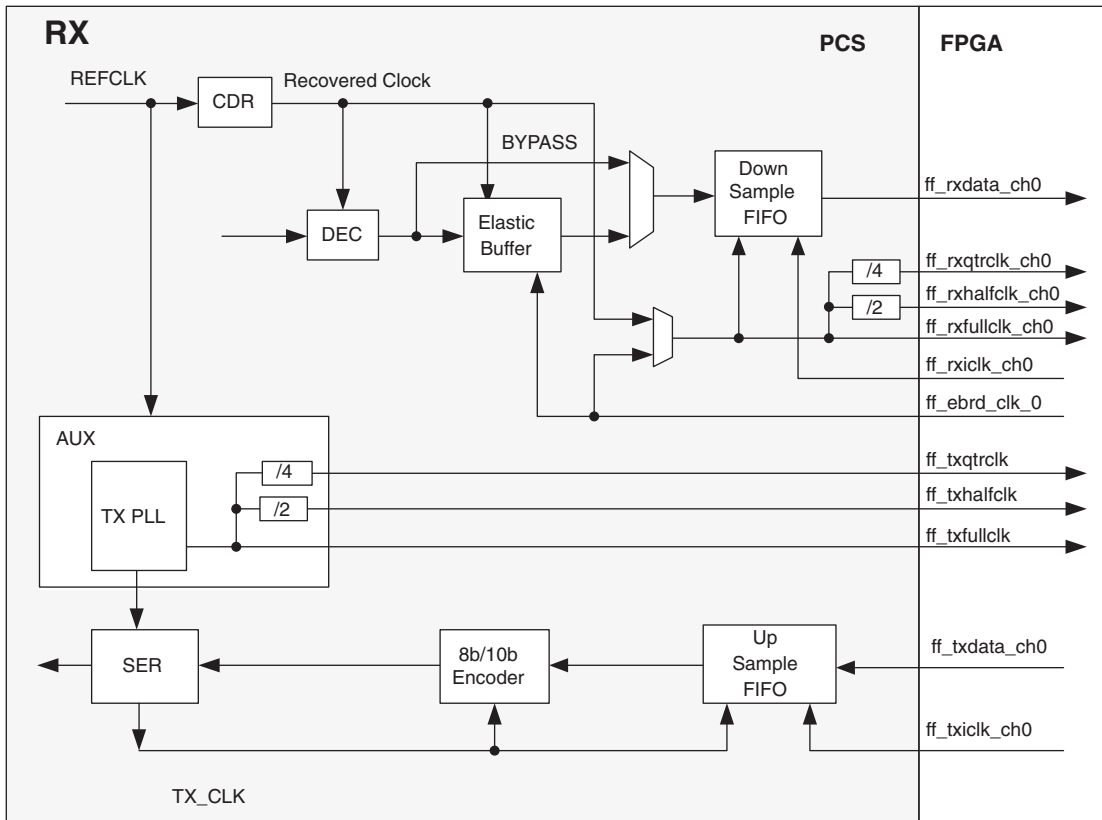 RX
PCS
FPGA
REFCLK
CDR
Recovered Clock
BYPASS
DEC
Elastic
Buffer
Down
Sample
FIFO
ff_rxdata_ch0
/4
ff_rxqtrclk_ch0
/2
ff_rxhalfclk_ch0
ff_rxfullclk_ch0
ff_rxiclk_ch0
ff_ebrd_clk_0
AUX
TX PLL
/4
ff_txqtrclk
/2
ff_txhalfclk
ff_txfullclk
SER
8b/10b
Encoder
Up
Sample
FIFO
ff_txdata_ch0
ff_txiclk_ch0
TX_CLK